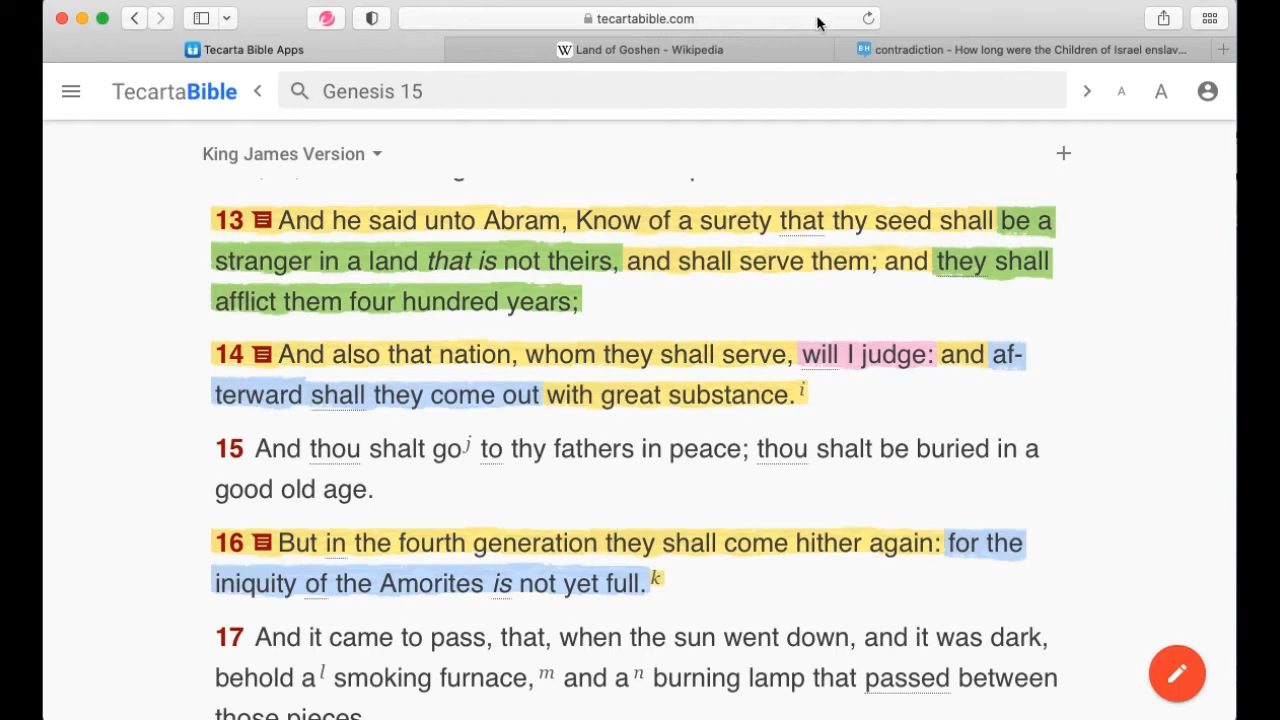 tecartabible.com
Tecarta Bible Apps
Land of Goshen - Wikipedia
contradiction - How long were the Children of Israel enslav...
TecartaBible
Genesis 15
A A
King James Version
13 And he said unto Abram, Know of a surety that thy seed shall be a
stranger in a land that is not theirs, and shall serve them; and they shall
afflict them four hundred years;
14 And also that nation, whom they shall serve, will I judge: and af-
terward shall they come out with great substance. i
15 And thou shalt go j to thy fathers in peace; thou shalt be buried in a
good old age.
16 But in the fourth generation they shall come hither again: for the
iniquity of the Amorites is not yet full. k
17 And it came to pass, that, when the sun went down, and it was dark,
behold a l smoking furnace, m and a n burning lamp that passed between
those pieces.